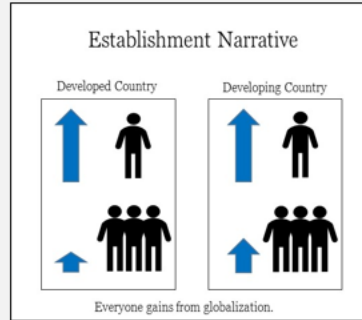 Establishment Narrative
Developed Country
Developing Country
Everyone gains from globalization.